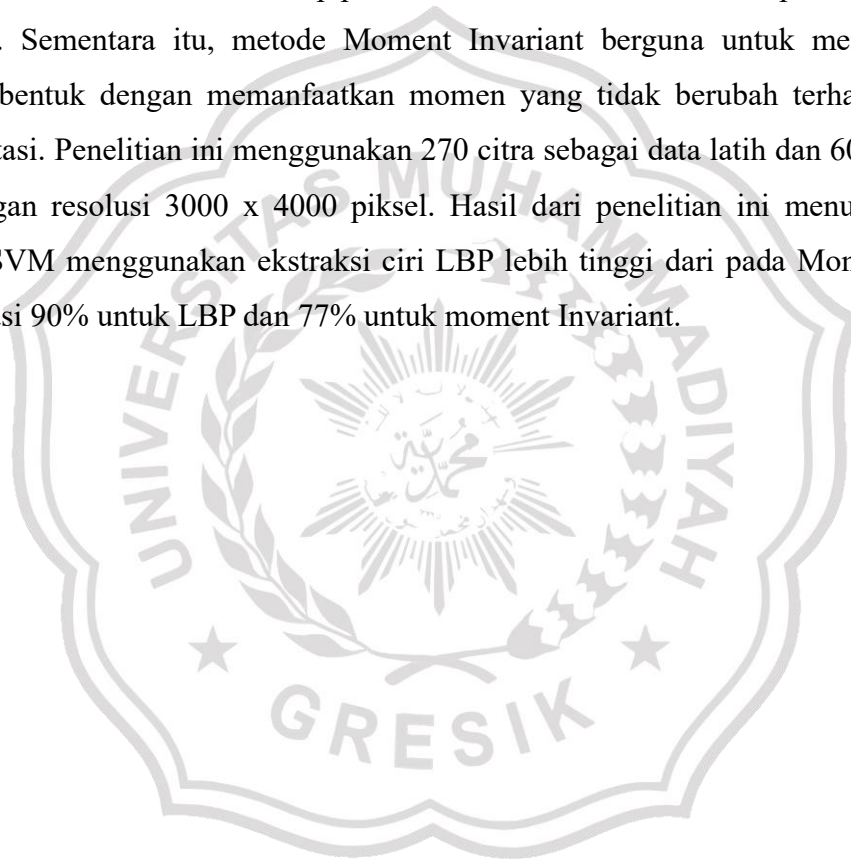 . Sementara itu, metode Moment Invariant berguna untuk me
bentuk dengan memanfaatkan momen yang tidak berubah terha
tasi. Penelitian ini menggunakan 270 citra sebagai data latih dan 60
gan resolusi 3000 x 4000 piksel. Hasil dari penelitian ini menu
SVM menggunakan ekstraksi ciri LBP lebih tinggi dari pada Mor
si 90% untuk LBP dan 77% untuk moment Invariant.
UNIVERSITAS MUHAMMADIYAH
GRESIK